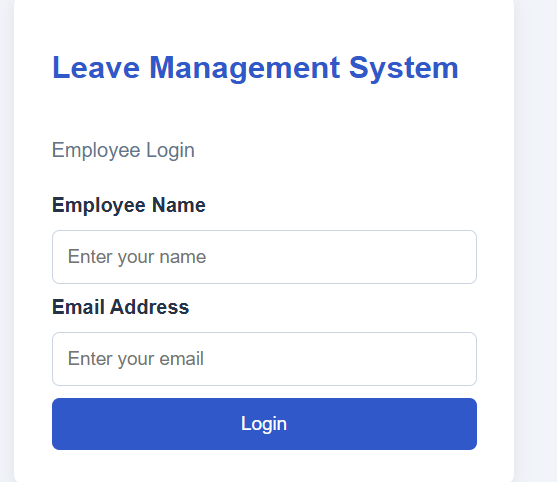 Leave Management System
Employee Login
Employee Name
Enter your name
Email Address
Enter your email
Login